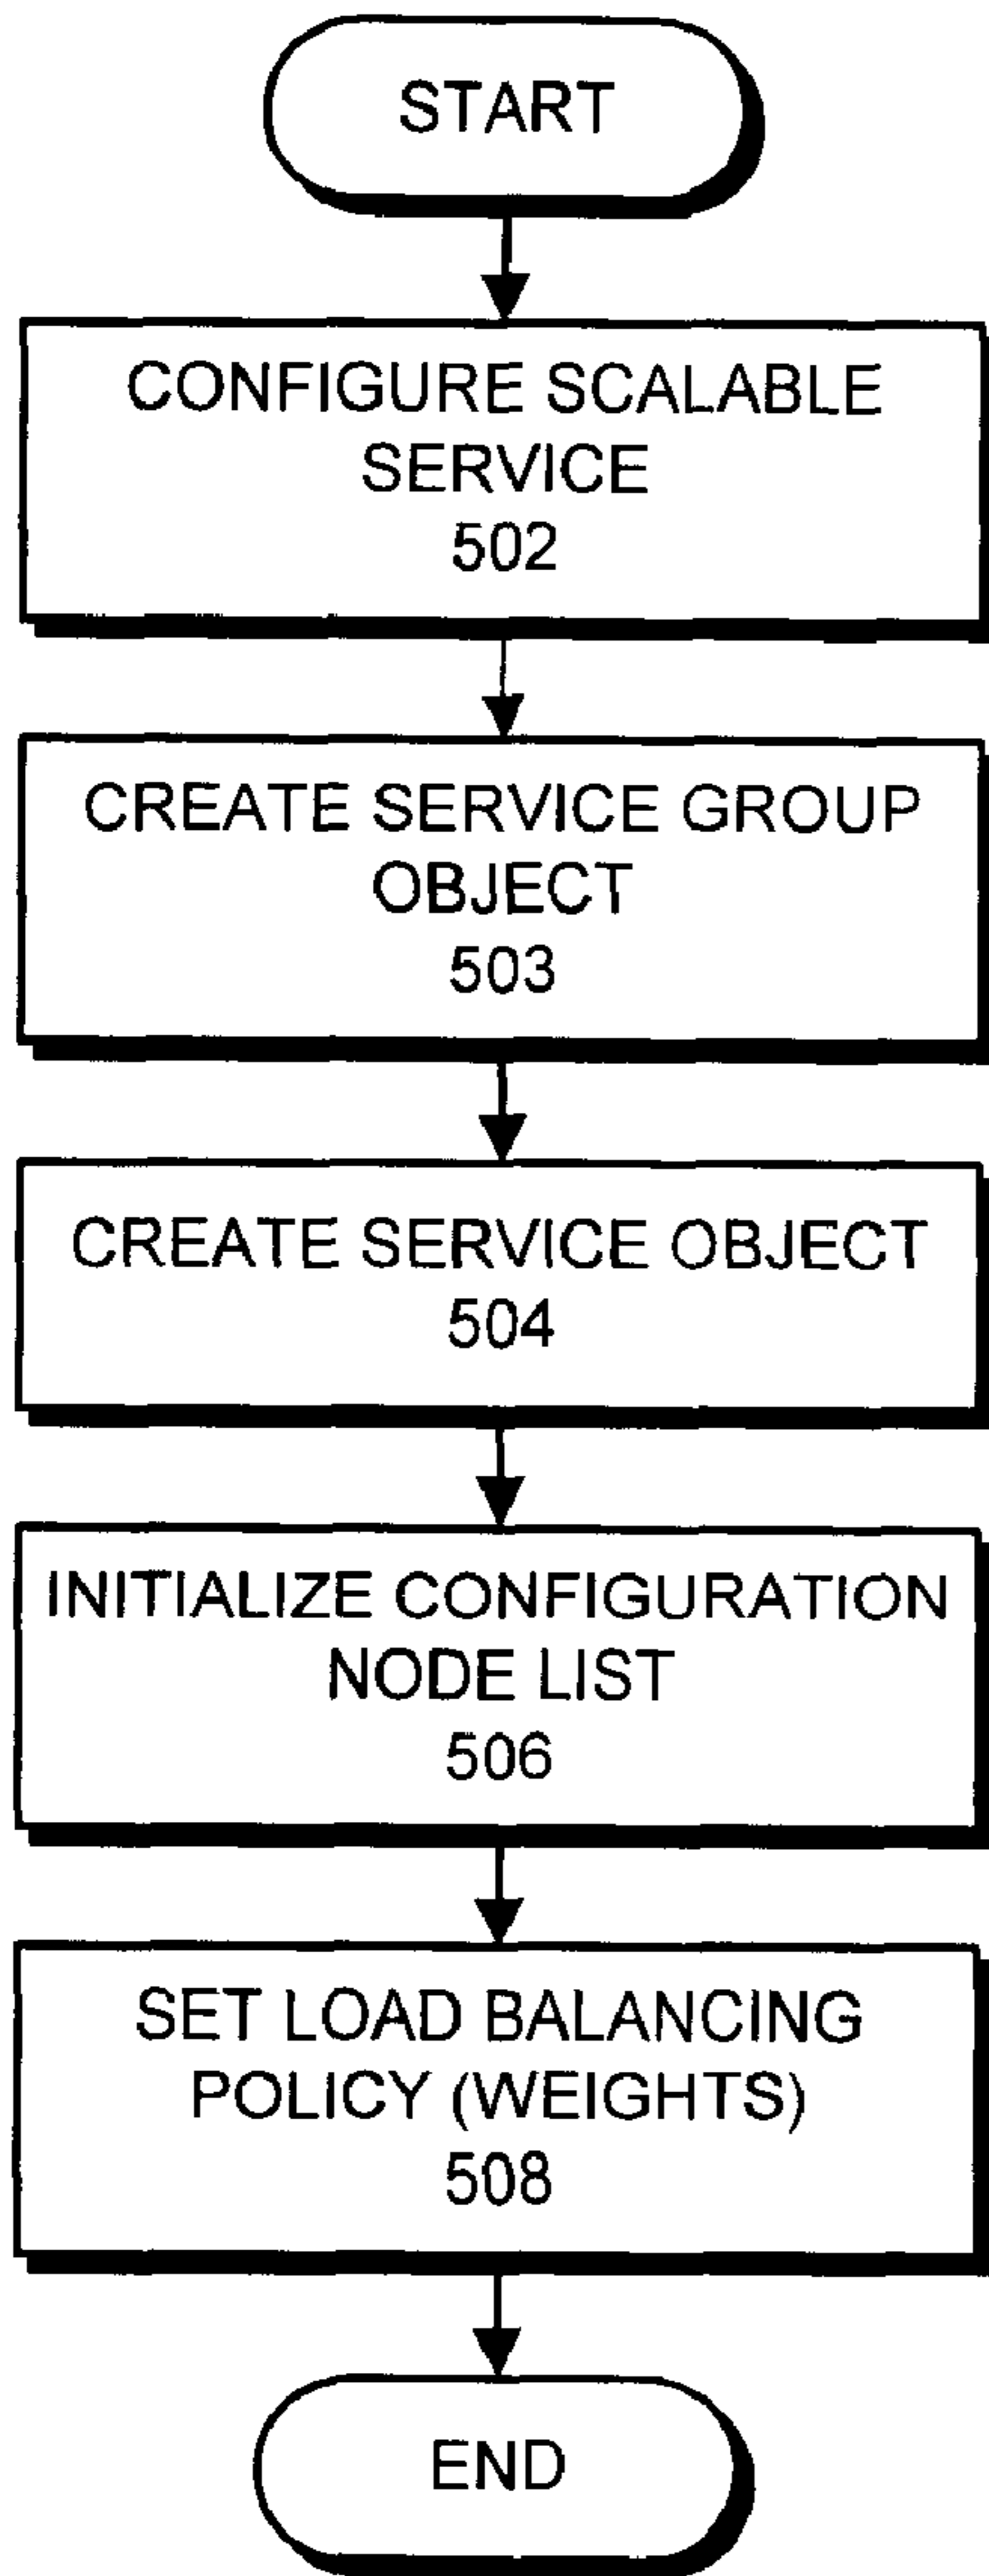 START
CONFIGURE SCALABLE
SERVICE
502
CREATE SERVICE GROUP
OBJECT
503
CREATE SERVICE OBJECT
504
INITIALIZE CONFIGURATION
NODE LIST
506
SET LOAD BALANCING
POLICY (WEIGHTS)
508
END